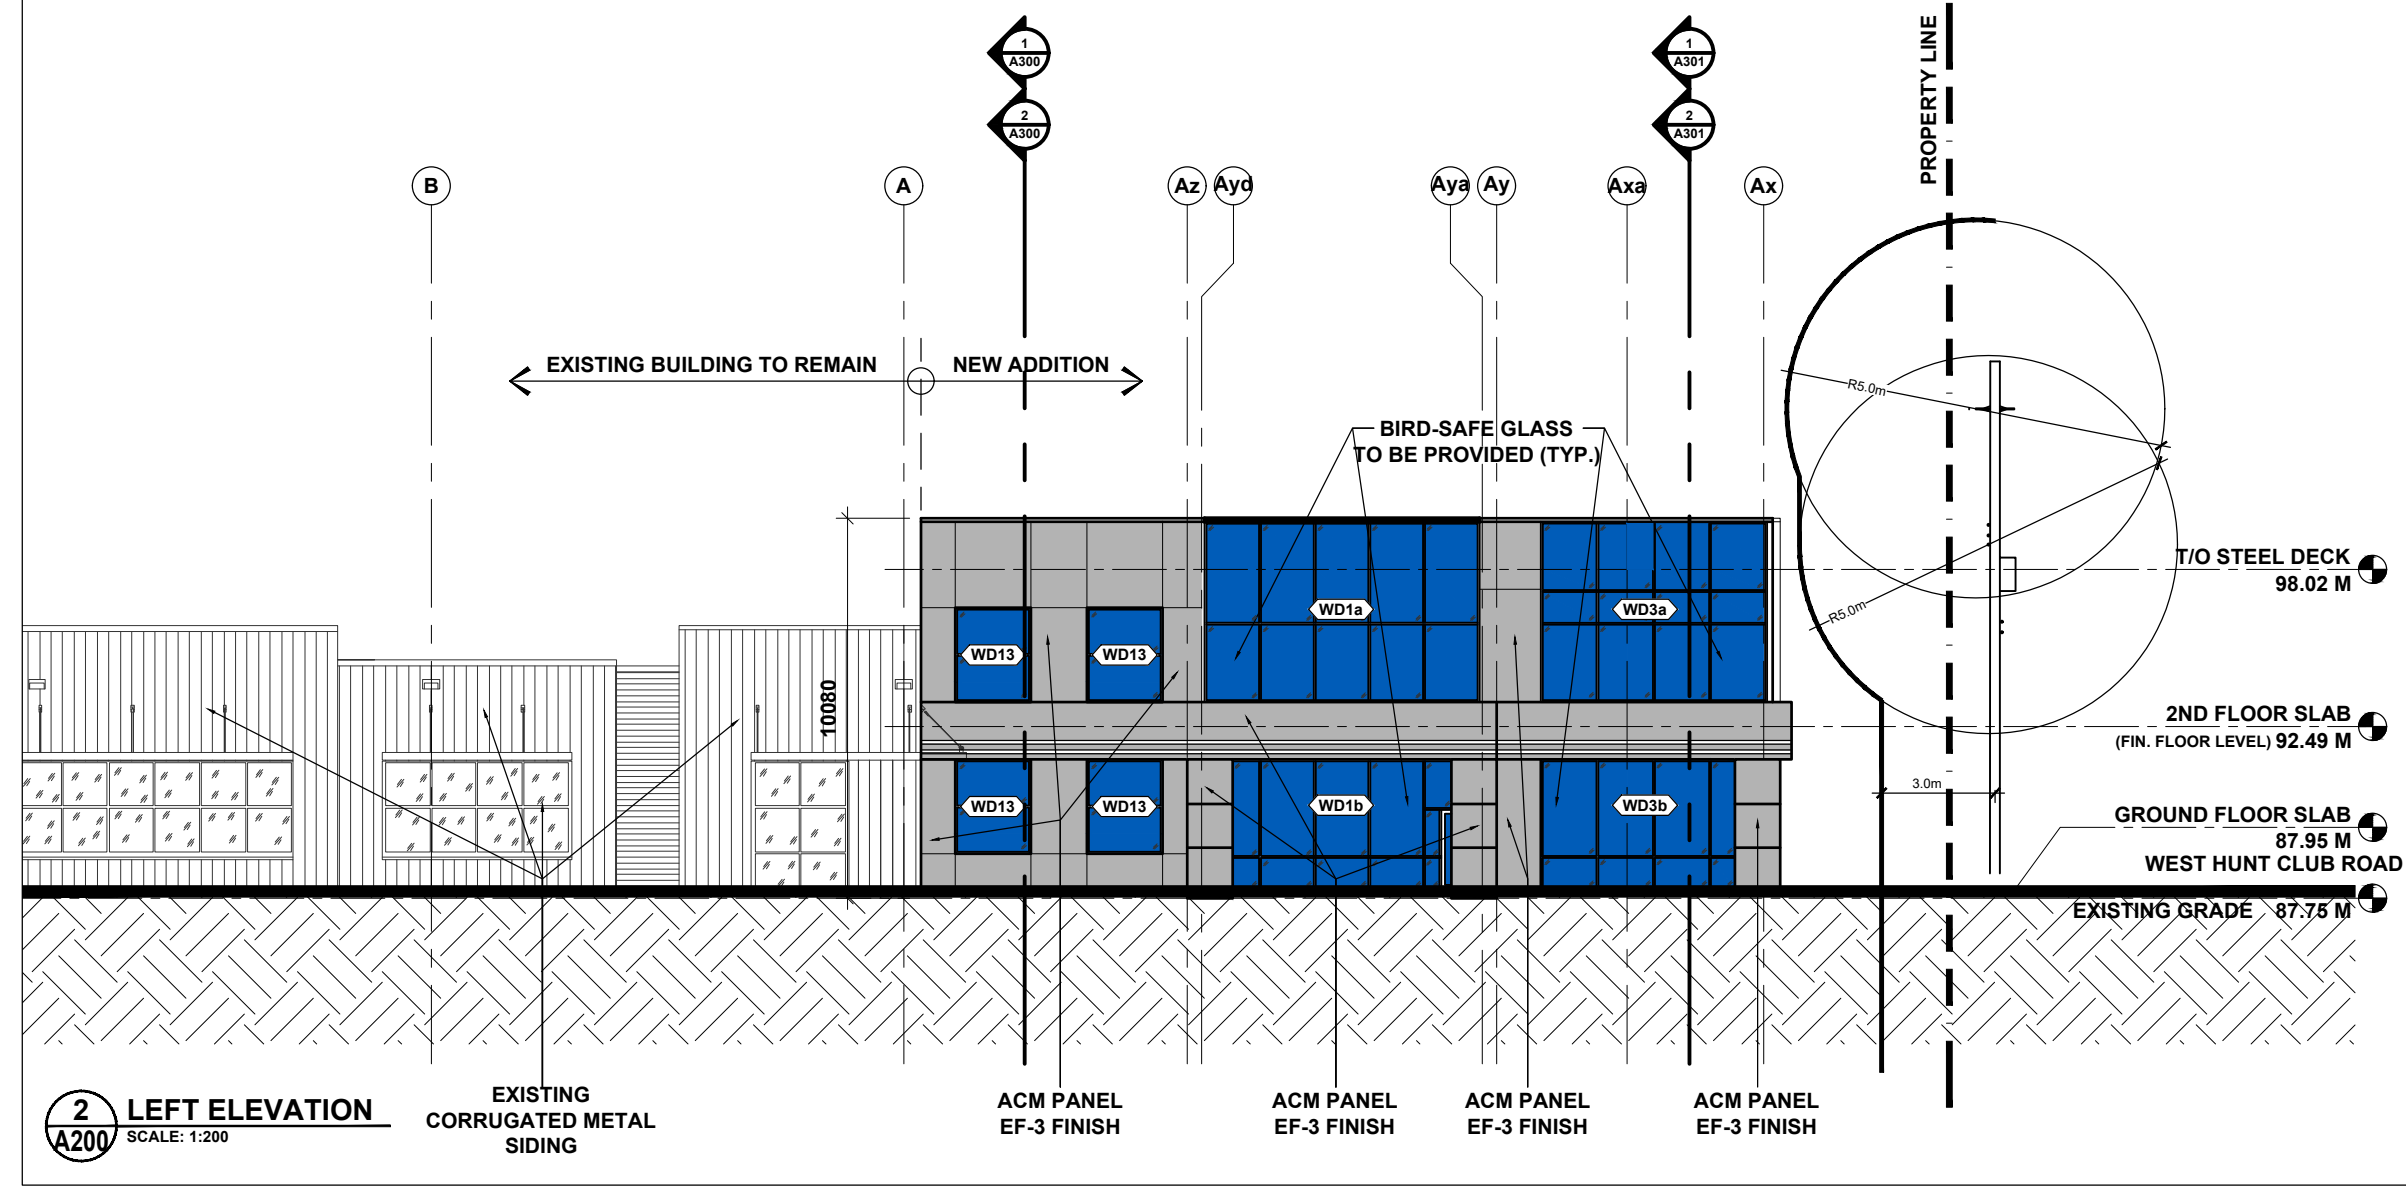 1
A300
2
A300
1
A301
2
A301
PROPERTY LINE
B
A
Az
Ayd
Aya
Ay
Axa
Ax
EXISTING BUILDING TO REMAIN
NEW ADDITION
R5.0m
R5.0m
BIRD-SAFE GLASS
TO BE PROVIDED (TYP.)
T/O STEEL DECK
98.02 M
WD1a
WD3a
WD13
WD13
10080
2ND FLOOR SLAB
(FIN. FLOOR LEVEL) 92.49 M
3.0m
WD13
WD13
WD1b
WD3b
GROUND FLOOR SLAB
87.95 M
WEST HUNT CLUB ROAD
EXISTING GRADE 87.75 M
2
A200
LEFT ELEVATION
SCALE: 1:200
EXISTING
CORRUGATED METAL
SIDING
ACM PANEL
EF-3 FINISH
ACM PANEL
EF-3 FINISH
ACM PANEL
EF-3 FINISH
ACM PANEL
EF-3 FINISH